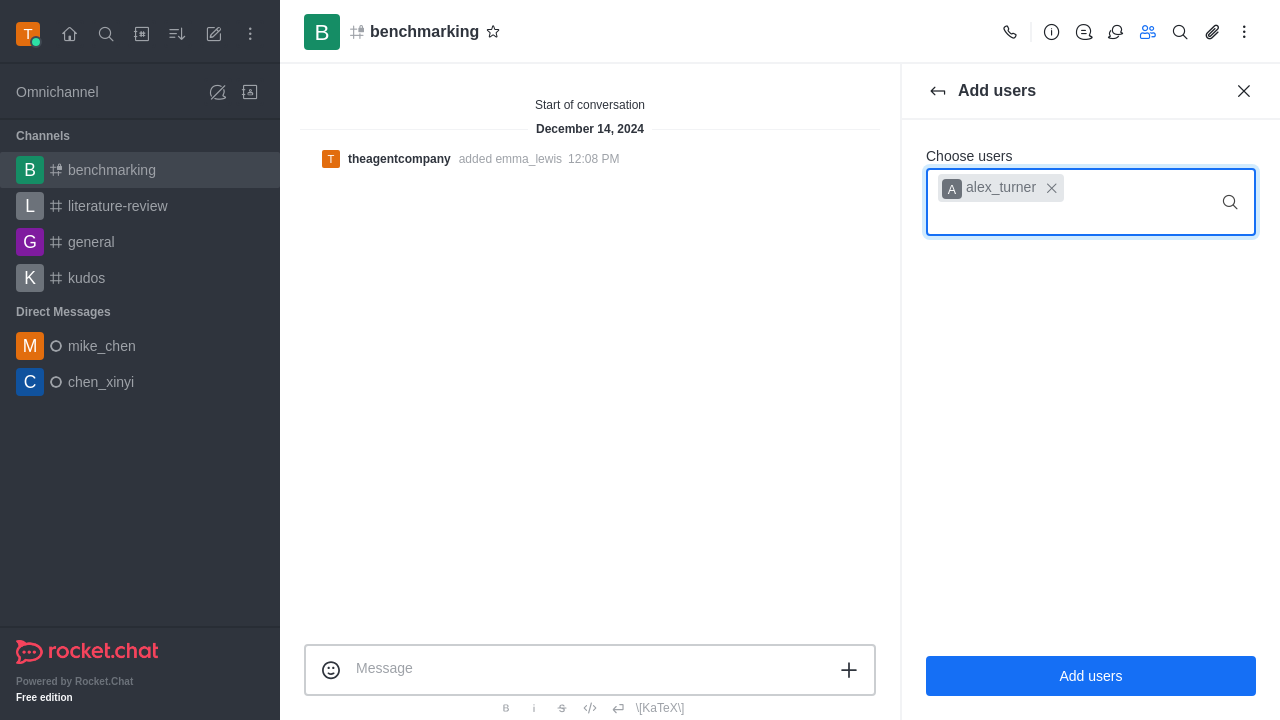 T
Omnichannel
Channels
B benchmarking
L literature-review
G general
K kudos
Direct Messages
M mike_chen
C chen_xinyi
rocket.chat
Powered by Rocket.Chat
Free edition
B benchmarking
Start of conversation
December 14, 2024
T theagentcompany added emma_lewis 12:08 PM
Message
B i S </> \[KaTeX\]
Add users
Choose users
A alex_turner
Add users